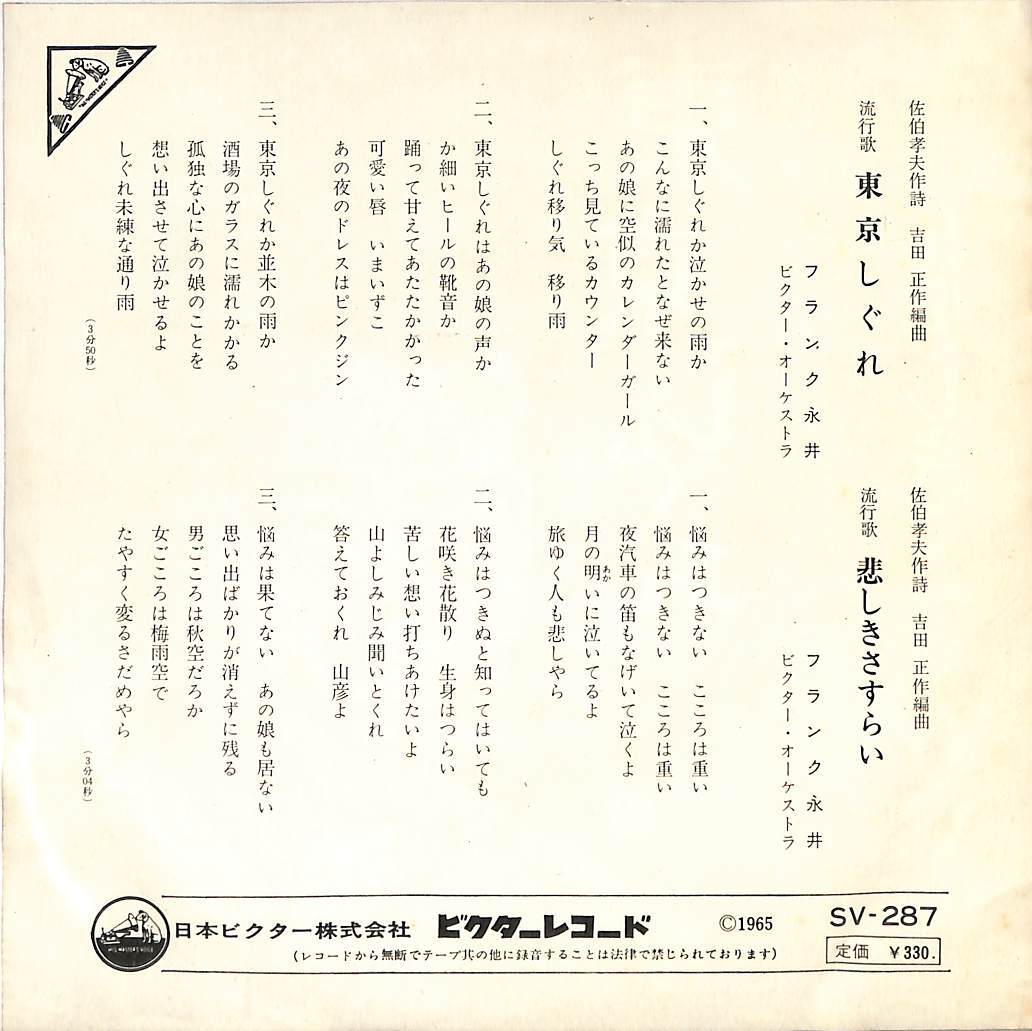 佐伯孝夫作詩 吉田 正作編曲
流行歌 東京しぐれ
フランク永井
ビクター・オーケストラ
一、東京しぐれか泣かせの雨か
こんなに濡れたとなぜ来ない
あの娘に空似のカレンダーガール
こっち見ているカウンター
しぐれ移り気 移り雨
二、東京しぐれはあの娘の声か
か細いヒールの靴音か
踊って甘えてあたたかかった
可愛い唇 いまいずこ
あの夜のドレスはピンクジン
三、東京しぐれか並木の雨か
酒場のガラスに濡れかかる
孤独な心にあの娘のことを
想い出させて泣かせるよ
しぐれ未練な通り雨
(3分50秒)
佐伯孝夫作詩 吉田 正作編曲
流行歌 悲しきさすらい
フランク永井
ビクター・オーケストラ
一、悩みはつきない こころは重い
悩みはつきない こころは重い
夜汽車の笛もなげいて泣くよ
月の明いに泣いてるよ
あか
旅ゆく人も悲しやら
二、悩みはつきぬと知ってはいても
花咲き花散り 生身はつらい
苦しい想い打ちあけたいよ
山よしみじみ聞いとくれ
答えておくれ 山彦よ
三、悩みは果てない あの娘も居ない
思い出ばかりが消えずに残る
男ごころは秋空だろか
女ごころは梅雨空で
たやすく変るさだめやら
(3分04秒)
日本ビクター株式会社 ビクターレコード ©1965 SV-287
(レコードから無断でテープ其の他に録音することは法律で禁じられております) 定価 ¥330.